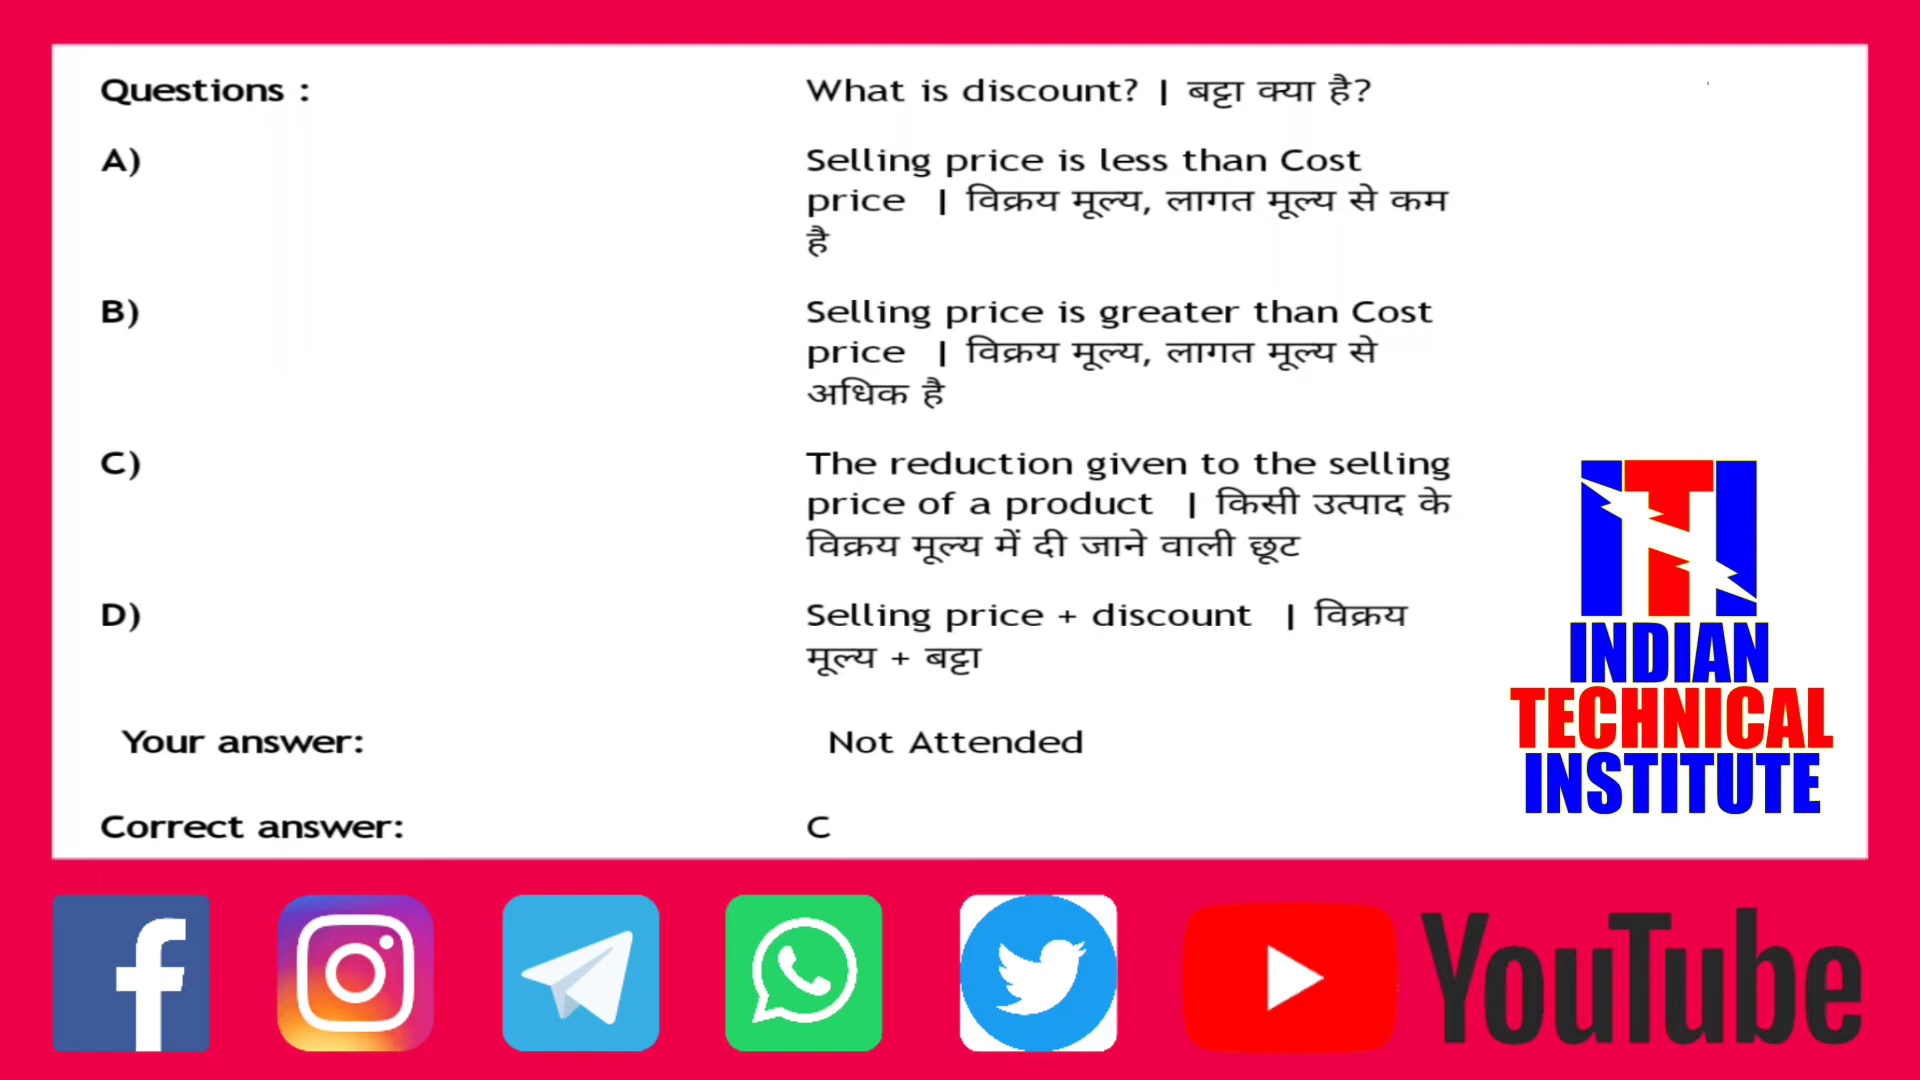 Questions : What is discount? | बट्टा क्या है?
A) Selling price is less than Cost
price | विक्रय मूल्य, लागत मूल्य से कम
है
B) Selling price is greater than Cost
price | विक्रय मूल्य, लागत मूल्य से
अधिक है
C) The reduction given to the selling
price of a product | किसी उत्पाद के
विक्रय मूल्य में दी जाने वाली छूट
D) Selling price + discount | विक्रय
मूल्य + बट्टा
Your answer: Not Attended
Correct answer: C
ITI
INDIAN
TECHNICAL
INSTITUTE
YouTube